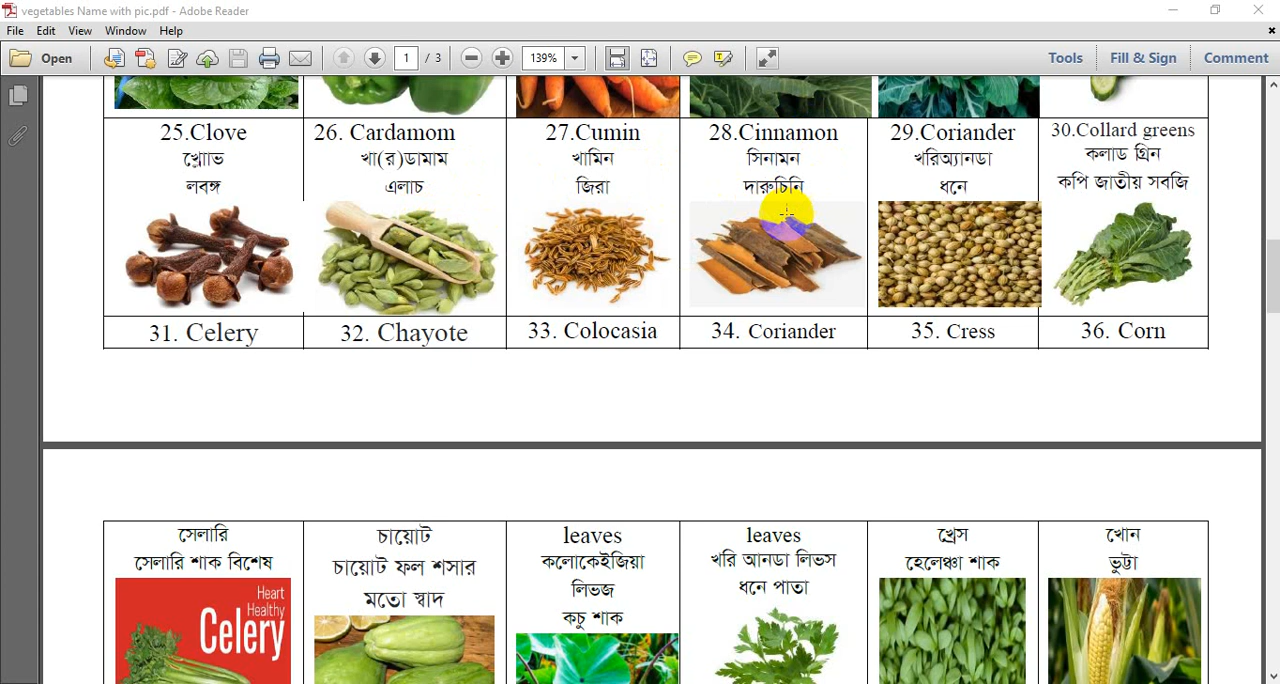 vegetables Name with pic.pdf - Adobe Reader
File Edit View Window Help
Open 1 / 3 139% Tools Fill & Sign Comment
25.Clove
খ্লোভ
লবঙ্গ
26. Cardamom
খা(র)ডামাম
এলাচ
27.Cumin
খামিন
জিরা
28.Cinnamon
সিনামন
দারুচিনি
29.Coriander
খরিঅ্যানডা
ধনে
30.Collard greens
কলাড গ্রিন
কপি জাতীয় সবজি
31. Celery
32. Chayote
33. Colocasia
34. Coriander
35. Cress
36. Corn
সেলারি
সেলারি শাক বিশেষ
Heart
Healthy
Celery
চায়োট
চায়োট ফল শসার
মতো স্বাদ
leaves
কলোকেইজিয়া
লিভজ
কচু শাক
leaves
খরি আনডা লিভস
ধনে পাতা
খ্রেস
হেলেঞ্চা শাক
খোন
ভুট্টা